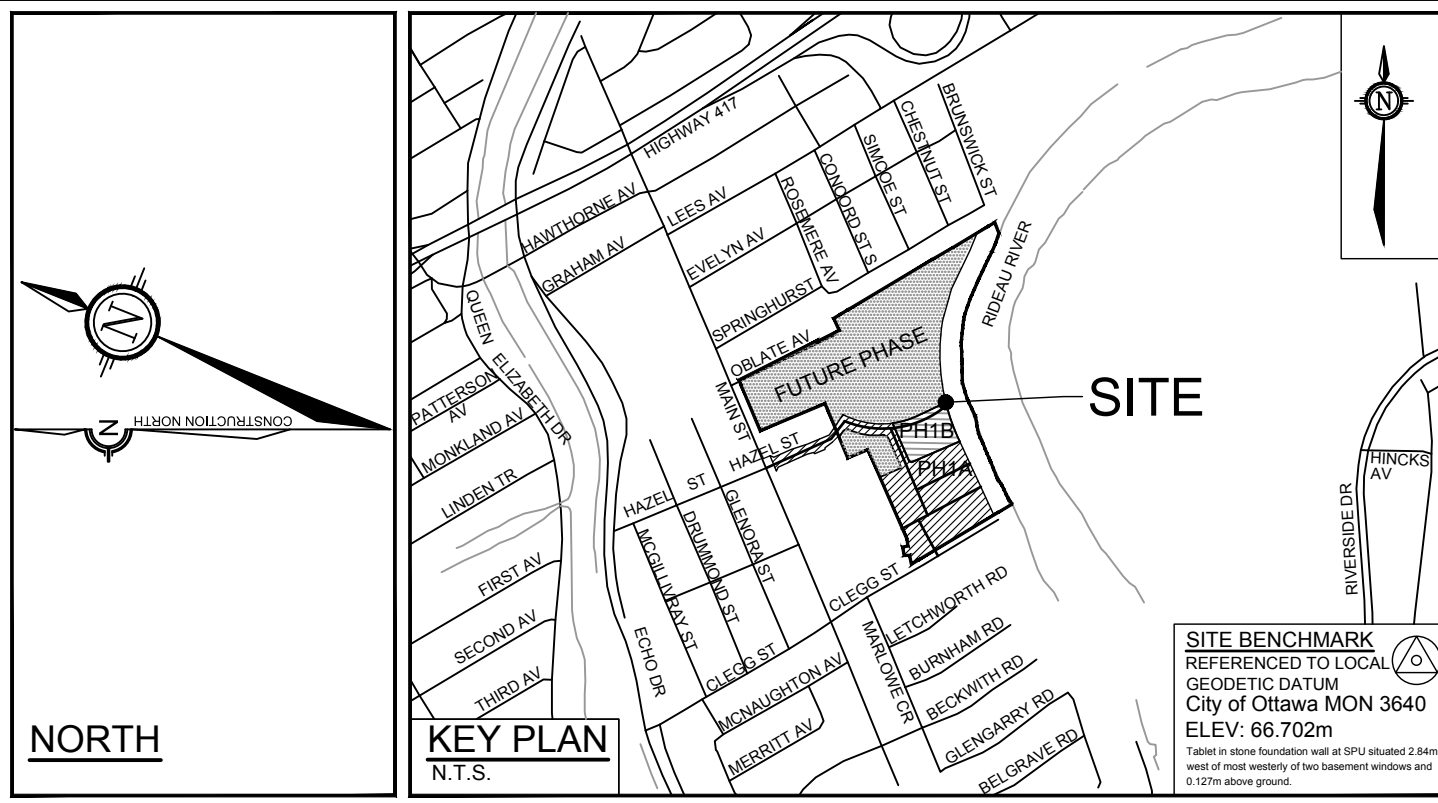 N
CONSTRUCTION NORTH
N
NORTH
HIGHWAY 417
HAWTHORNE AV
GRAHAM AV
LEES AV
EVELYN AV
SPRINGHURST
OBLATE AV
ROSEMERE AV
CONCORD ST S
SIMCOE ST
CHESTNUT ST
BRUNSWICK ST
RIDEAU RIVER
N
QUEEN ELIZABETH DR
PATTERSON
AV
MONKLAND AV
LINDEN TR
FIRST AV
SECOND AV
THIRD AV
MAIN ST
FUTURE PHASE
SITE
PH1B
PH1A
HAZEL ST
HAZEL ST
GLENORA ST
DRUMMOND ST
MCGILLIVRAY ST
ECHO DR
CLEGG ST
CLEGG ST
MCNAUGHTON AV
MERRITT AV
MARLOWE CR
LETCHWORTH RD
BURNHAM RD
BECKWITH RD
GLENGARRY RD
BELGRAVE RD
RIVERSIDE DR
HINCKS
AV
KEY PLAN
N.T.S.
SITE BENCHMARK
REFERENCED TO LOCAL
GEODETIC DATUM
City of Ottawa MON 3640
ELEV: 66.702m
Tablet in stone foundation wall at SPU situated 2.84m
west of most westerly of two basement windows and
0.127m above ground.